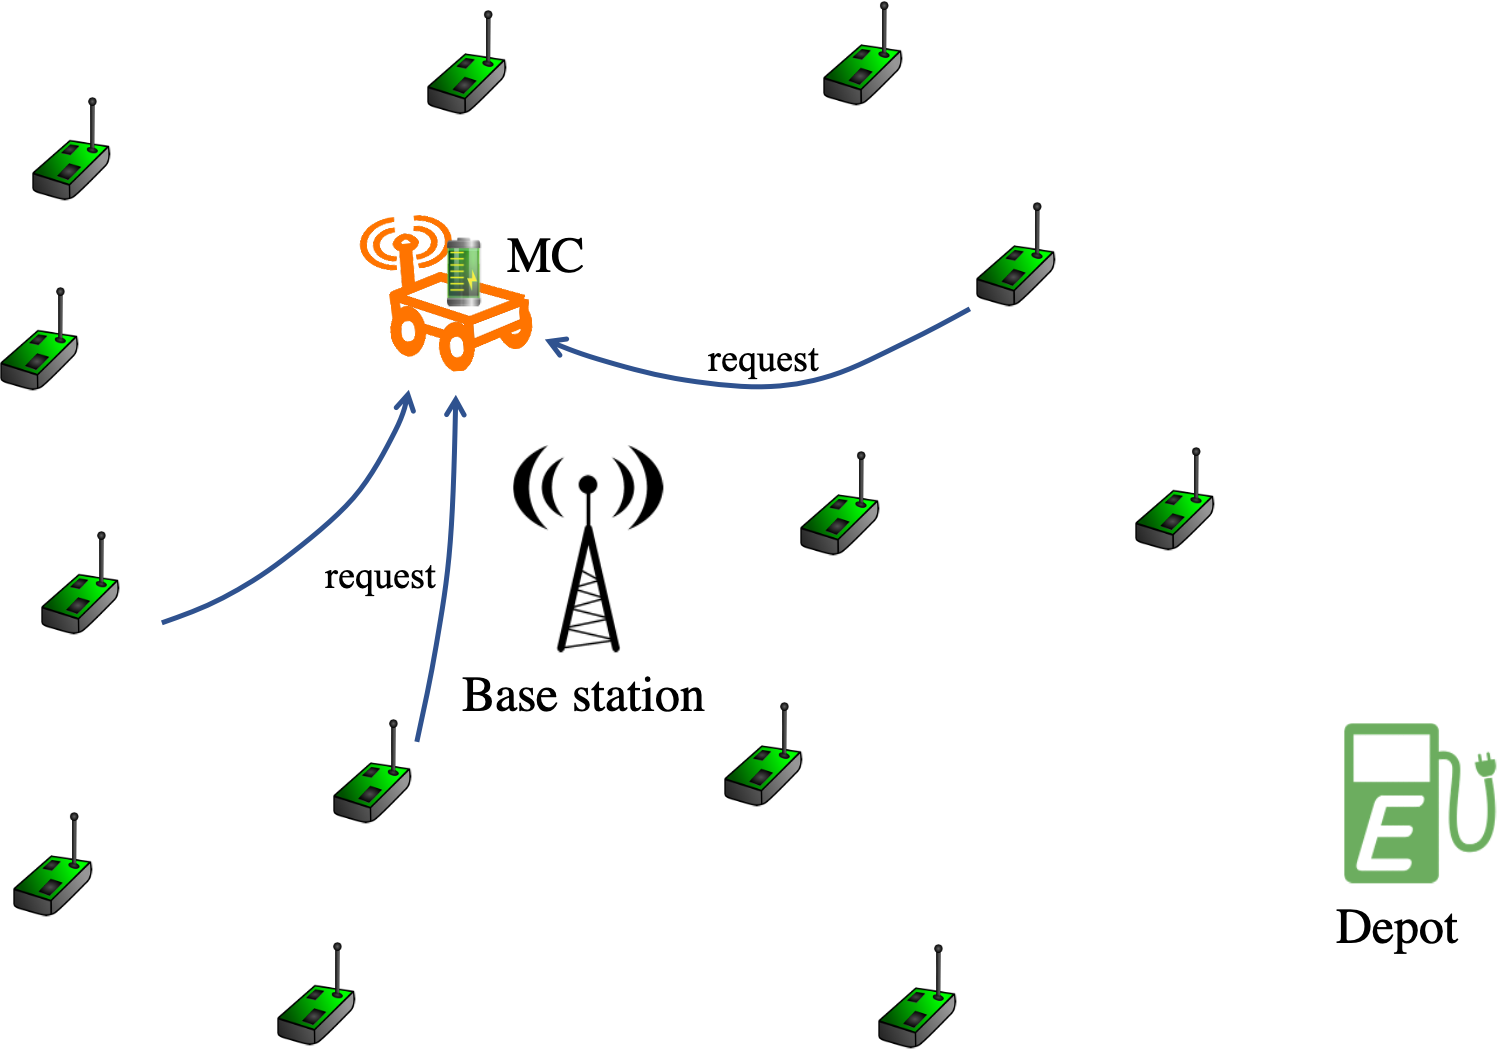 MC
request
request
Base station
E
Depot